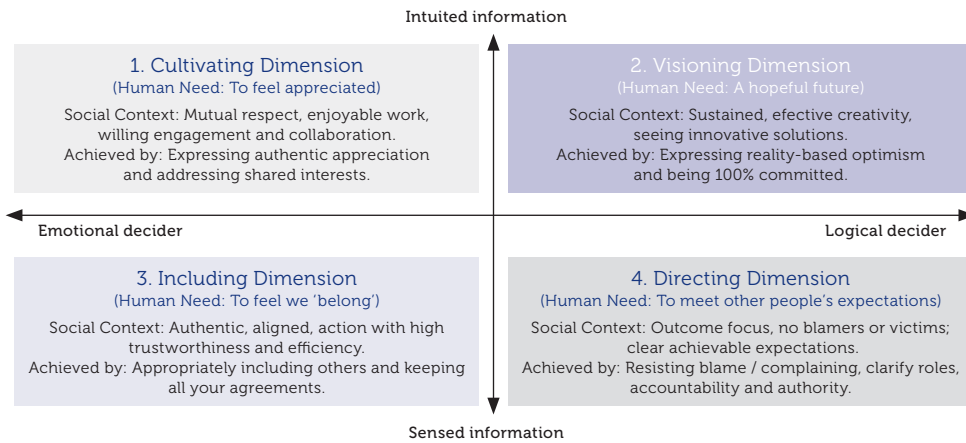 Intuited information
1. Cultivating Dimension
(Human Need: To feel appreciated)
Social Context: Mutual respect, enjoyable work,
willing engagement and collaboration.
Achieved by: Expressing authentic appreciation
and addressing shared interests.
2. Visioning Dimension
(Human Need: A hopeful future)
Social Context: Sustained, efective creativity,
seeing innovative solutions.
Achieved by: Expressing reality-based optimism
and being 100% committed.
Emotional decider
Logical decider
3. Including Dimension
(Human Need: To feel we ‘belong’)
Social Context: Authentic, aligned, action with high
trustworthiness and efficiency.
Achieved by: Appropriately including others and keeping
all your agreements.
4. Directing Dimension
(Human Need: To meet other people’s expectations)
Social Context: Outcome focus, no blamers or victims;
clear achievable expectations.
Achieved by: Resisting blame / complaining, clarify roles,
accountability and authority.
Sensed information